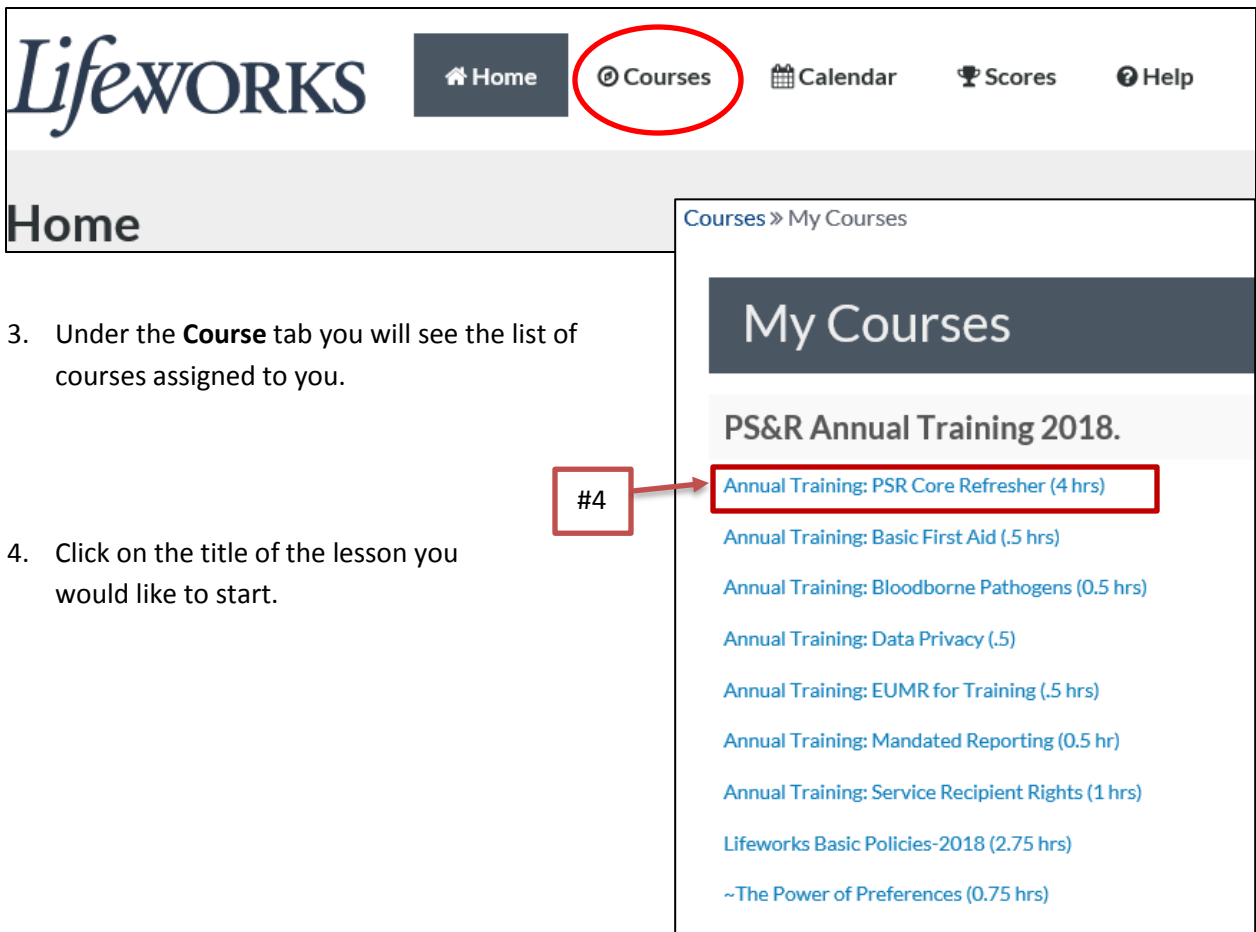 Lifeworks
Home
Courses
Calendar
Scores
Help
Home
Courses » My Courses
My Courses
3. Under the Course tab you will see the list of
courses assigned to you.
PS&R Annual Training 2018.
#4
Annual Training: PSR Core Refresher (4 hrs)
Annual Training: Basic First Aid (.5 hrs)
4. Click on the title of the lesson you
would like to start.
Annual Training: Bloodborne Pathogens (0.5 hrs)
Annual Training: Data Privacy (.5)
Annual Training: EUMR for Training (.5 hrs)
Annual Training: Mandated Reporting (0.5 hr)
Annual Training: Service Recipient Rights (1 hrs)
Lifeworks Basic Policies-2018 (2.75 hrs)
~The Power of Preferences (0.75 hrs)